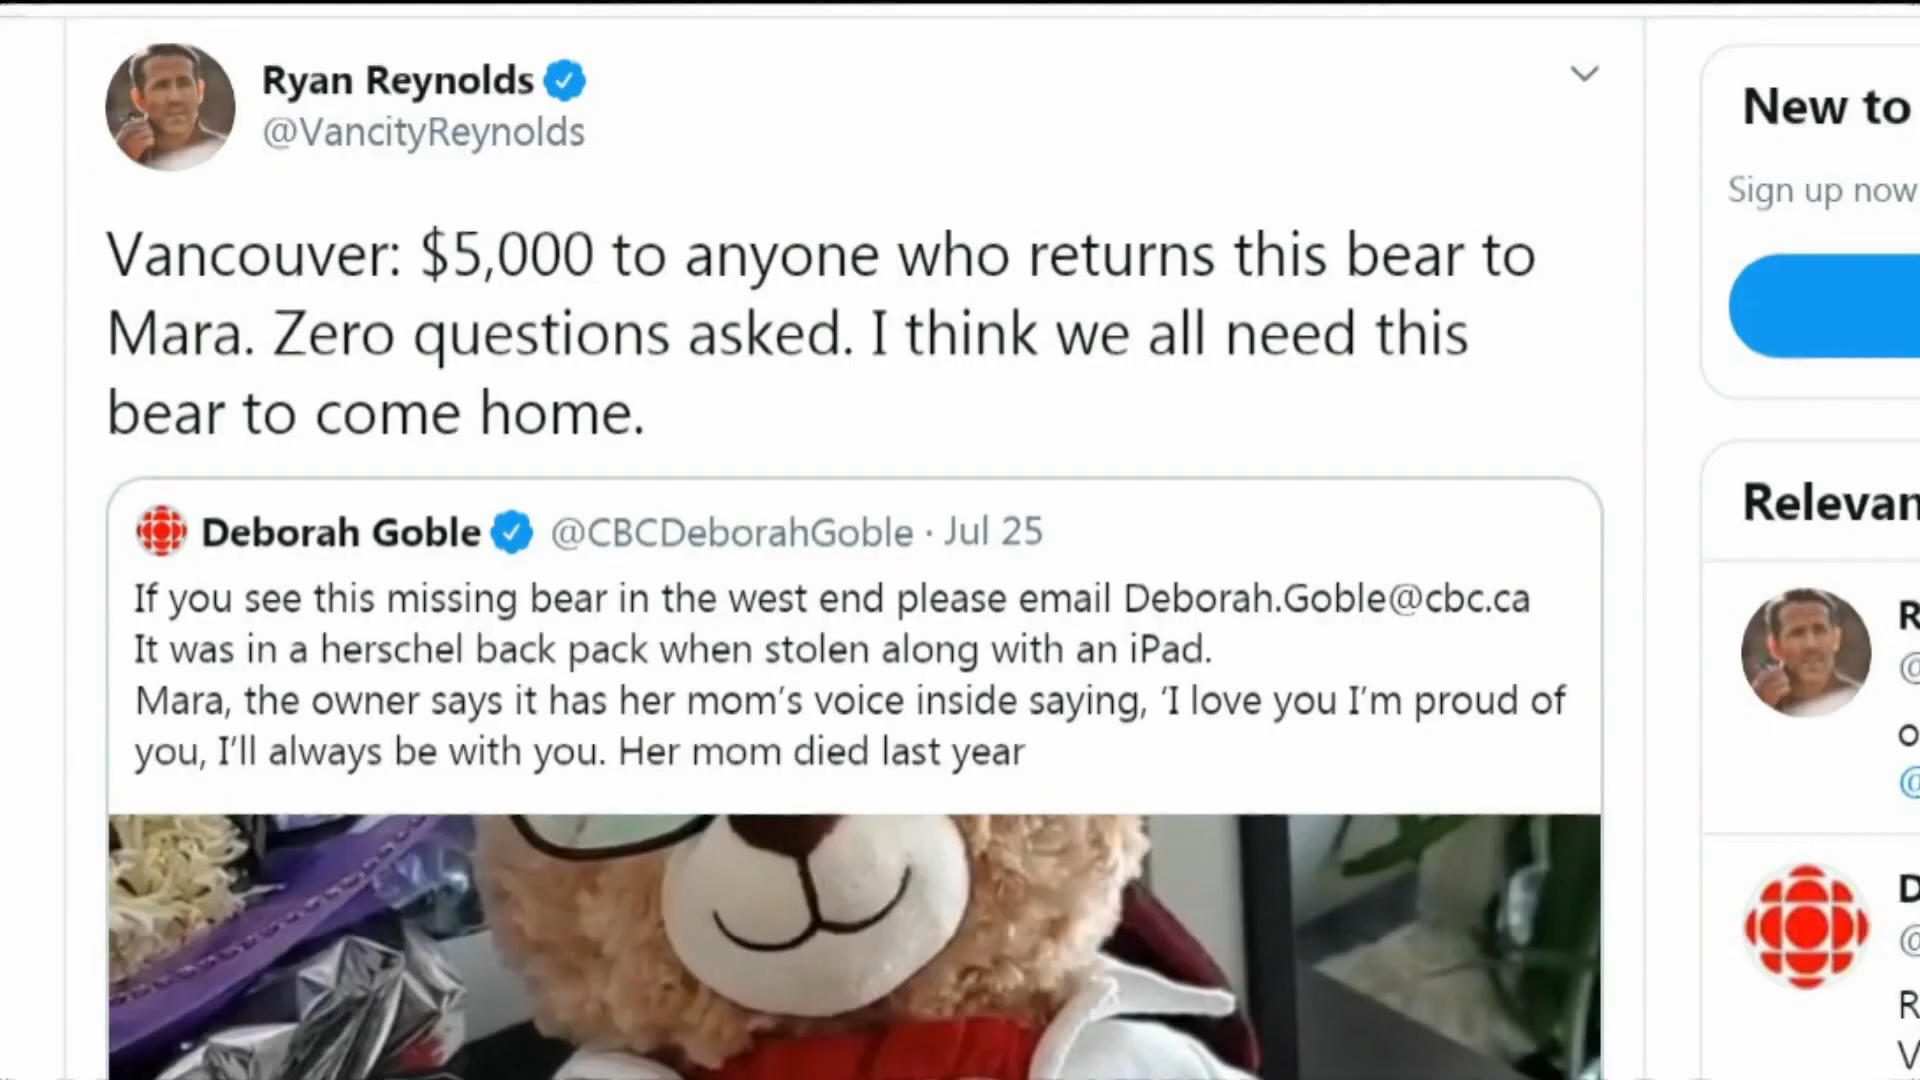 Ryan Reynolds
@VancityReynolds
Vancouver: $5,000 to anyone who returns this bear to
Mara. Zero questions asked. I think we all need this
bear to come home.
Deborah Goble @CBCDeborahGoble · Jul 25
If you see this missing bear in the west end please email Deborah.Goble@cbc.ca
It was in a herschel back pack when stolen along with an iPad.
Mara, the owner says it has her mom's voice inside saying, 'I love you I'm proud of
you, I'll always be with you. Her mom died last year
New to
Sign up now
Relevan
R
@
o
@
D
@
R
V